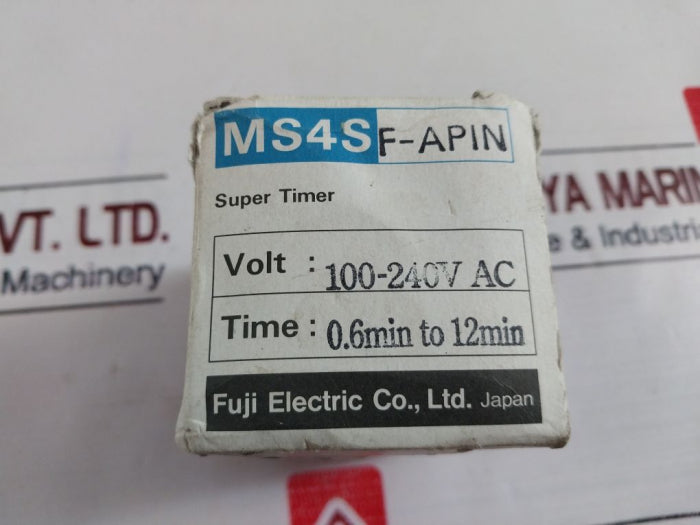 MS4SF-APIN
Super Timer
Volt : 100-240V AC
Time : 0.6min to 12min
Fuji Electric Co., Ltd. Japan
VT. LTD.
Machinery
YA MARIN
e & Industri